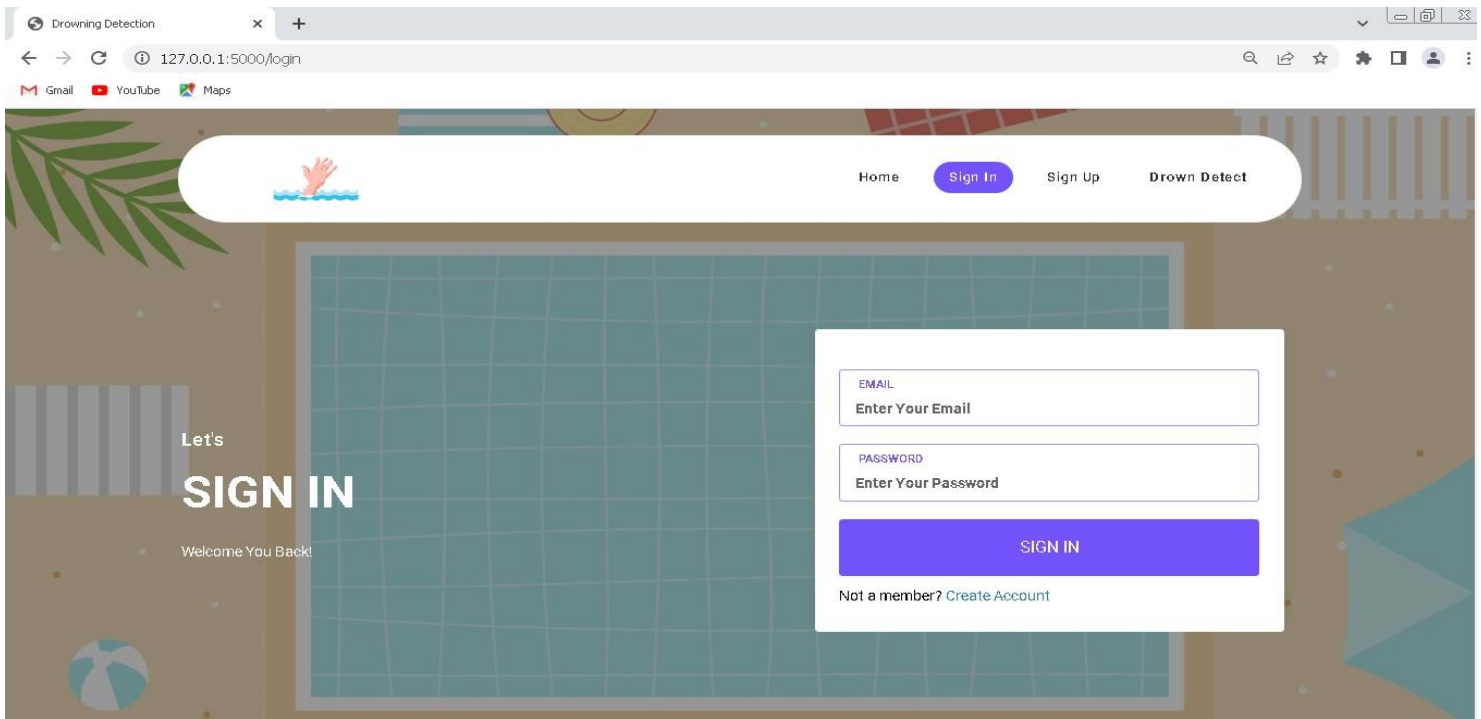 Drowning Detection
127.0.0.1:5000/login
Gmail YouTube Maps
Home Sign In Sign Up Drown Detect
Let's
SIGN IN
Welcome You Back!
EMAIL
Enter Your Email
PASSWORD
Enter Your Password
SIGN IN
Not a member? Create Account